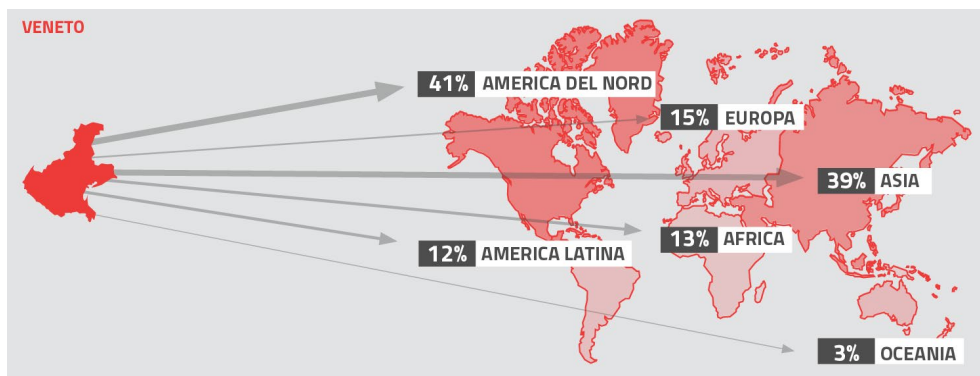 VENETO
41% AMERICA DEL NORD
15% EUROPA
39% ASIA
13% AFRICA
12% AMERICA LATINA
3% OCEANIA